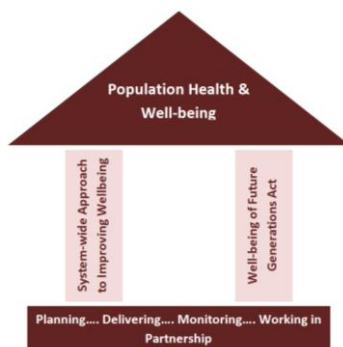 Population Health &
Well-being
System-wide Approach
to Improving Wellbeing
Well-being of Future
Generations Act
Planning.... Delivering.... Monitoring.... Working in
Partnership